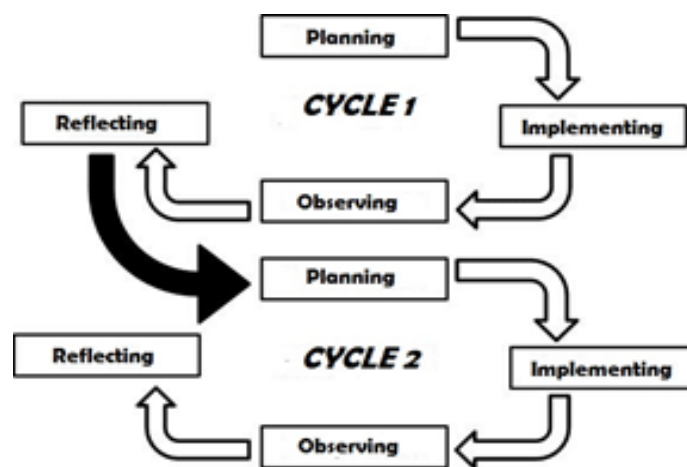 Planning
CYCLE 1
Reflecting
Implementing
Observing
Planning
Reflecting
CYCLE 2
Implementing
Observing